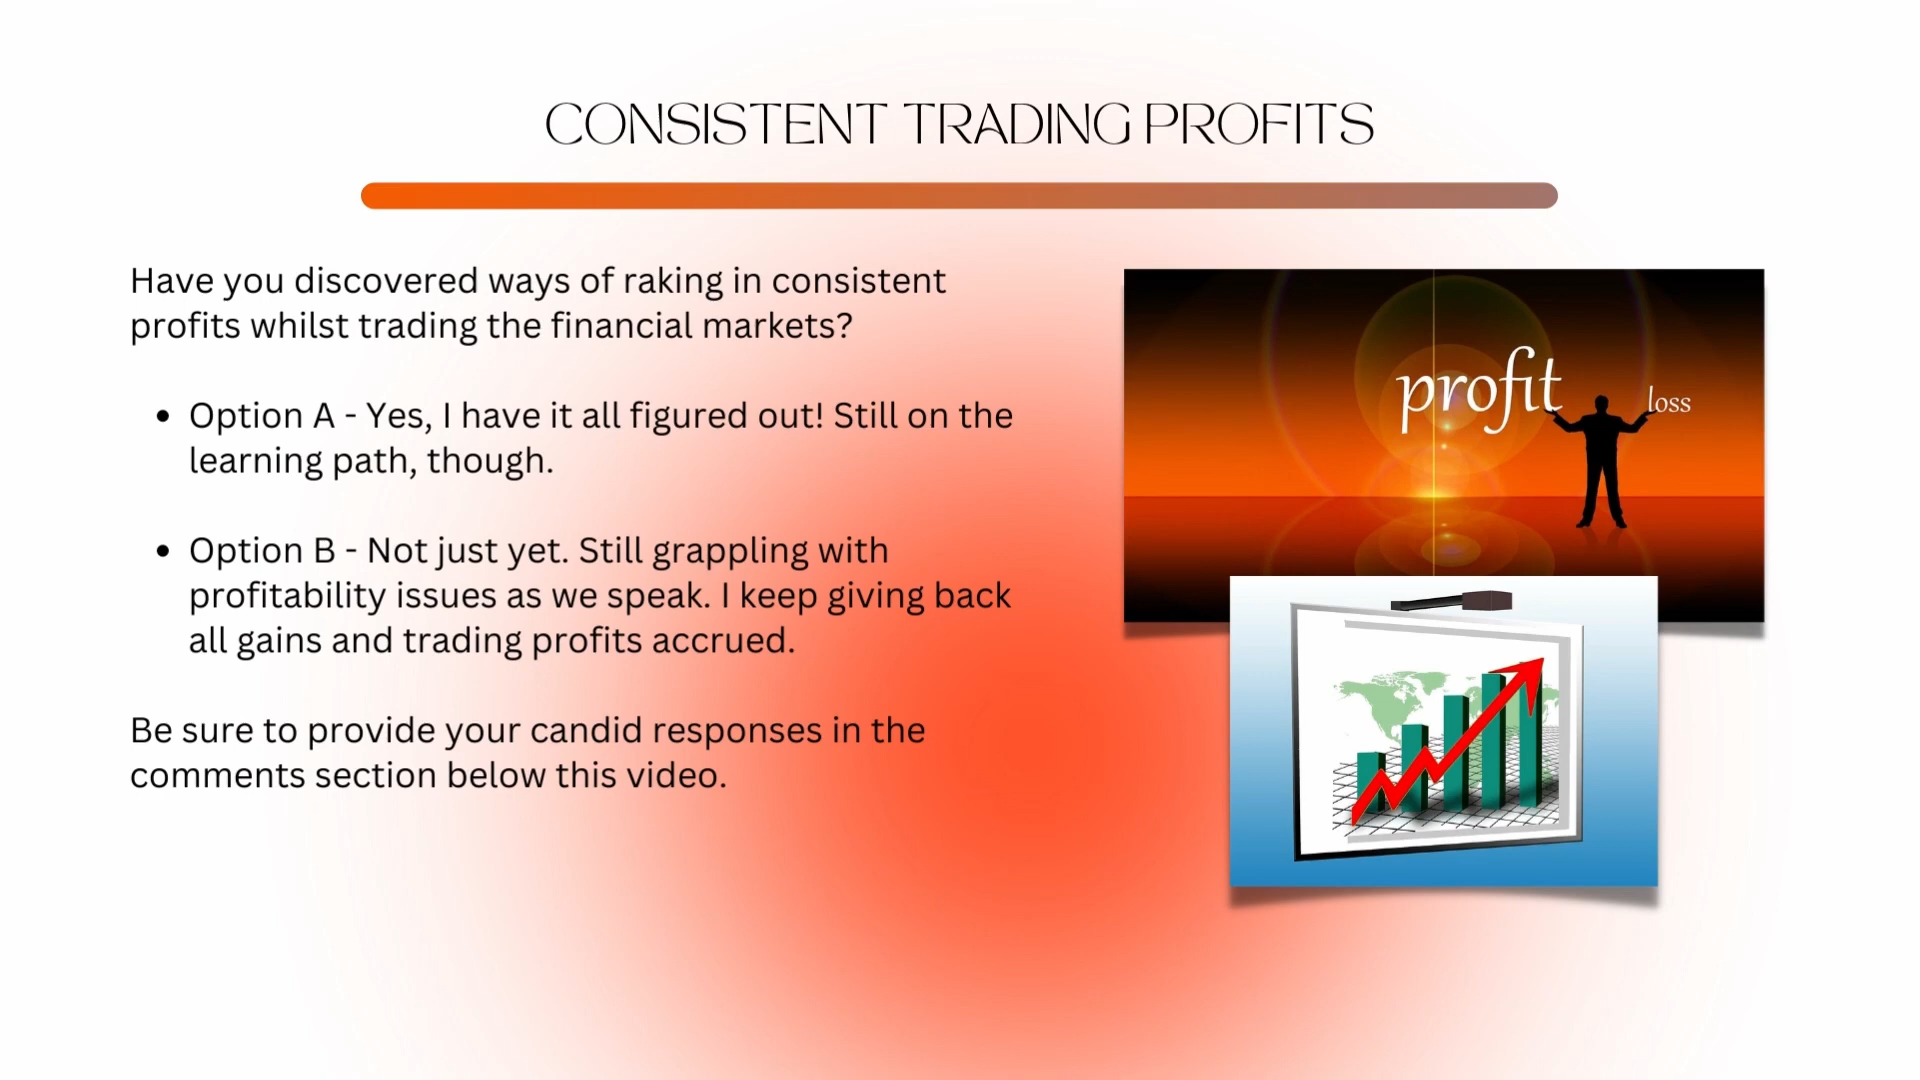 CONSISTENT TRADING PROFITS
Have you discovered ways of raking in consistent
profits whilst trading the financial markets?
• Option A - Yes, I have it all figured out! Still on the
learning path, though.
• Option B - Not just yet. Still grappling with
profitability issues as we speak. I keep giving back
all gains and trading profits accrued.
Be sure to provide your candid responses in the
comments section below this video.
profit
loss